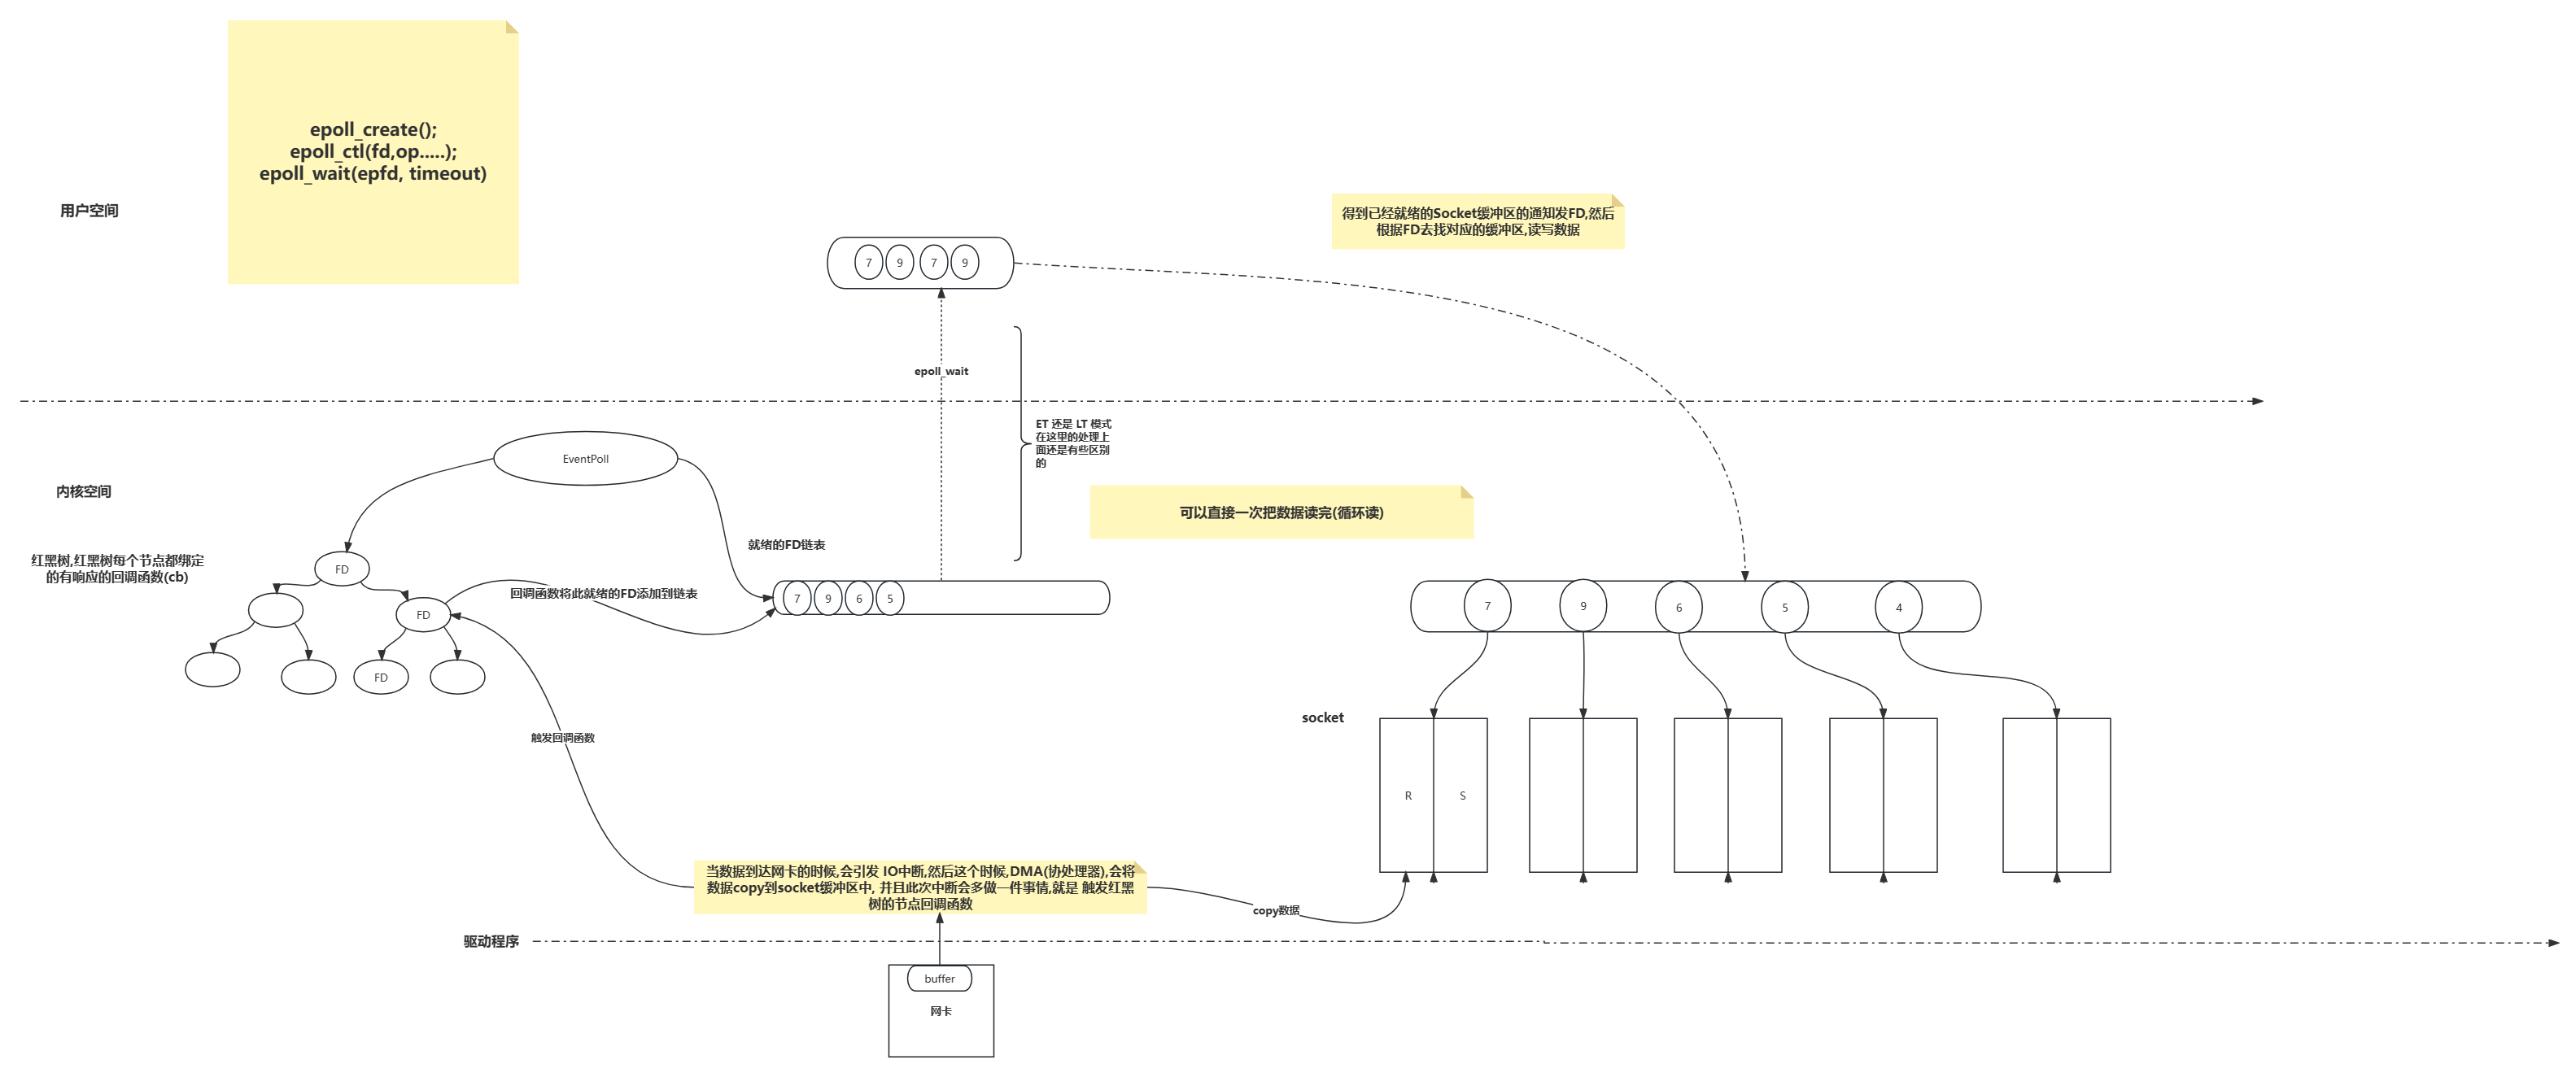 epoll_create();
epoll_ctl(fd,op.....);
epoll_wait(epfd, timeout)
用户空间
得到已经就绪的Socket缓冲区的通知发FD,然后
根据FD去找对应的缓冲区,读写数据
7 9 7 9
epoll_wait
ET 还是 LT 模式
在这里的处理上
面还是有些区别
的
EventPoll
内核空间
可以直接一次把数据读完(循环读)
就绪的FD链表
红黑树,红黑树每个节点都绑定
的有响应的回调函数(cb)
FD
回调函数将此就绪的FD添加到链表
7 9 6 5
7 9 6 5 4
FD
FD
socket
触发回调函数
R S
当数据到达网卡的时候,会引发 IO中断,然后这个时候,DMA(协处理器),会将
数据copy到socket缓冲区中, 并且此次中断会多做一件事情,就是 触发红黑
树的节点回调函数
copy数据
驱动程序
buffer
网卡